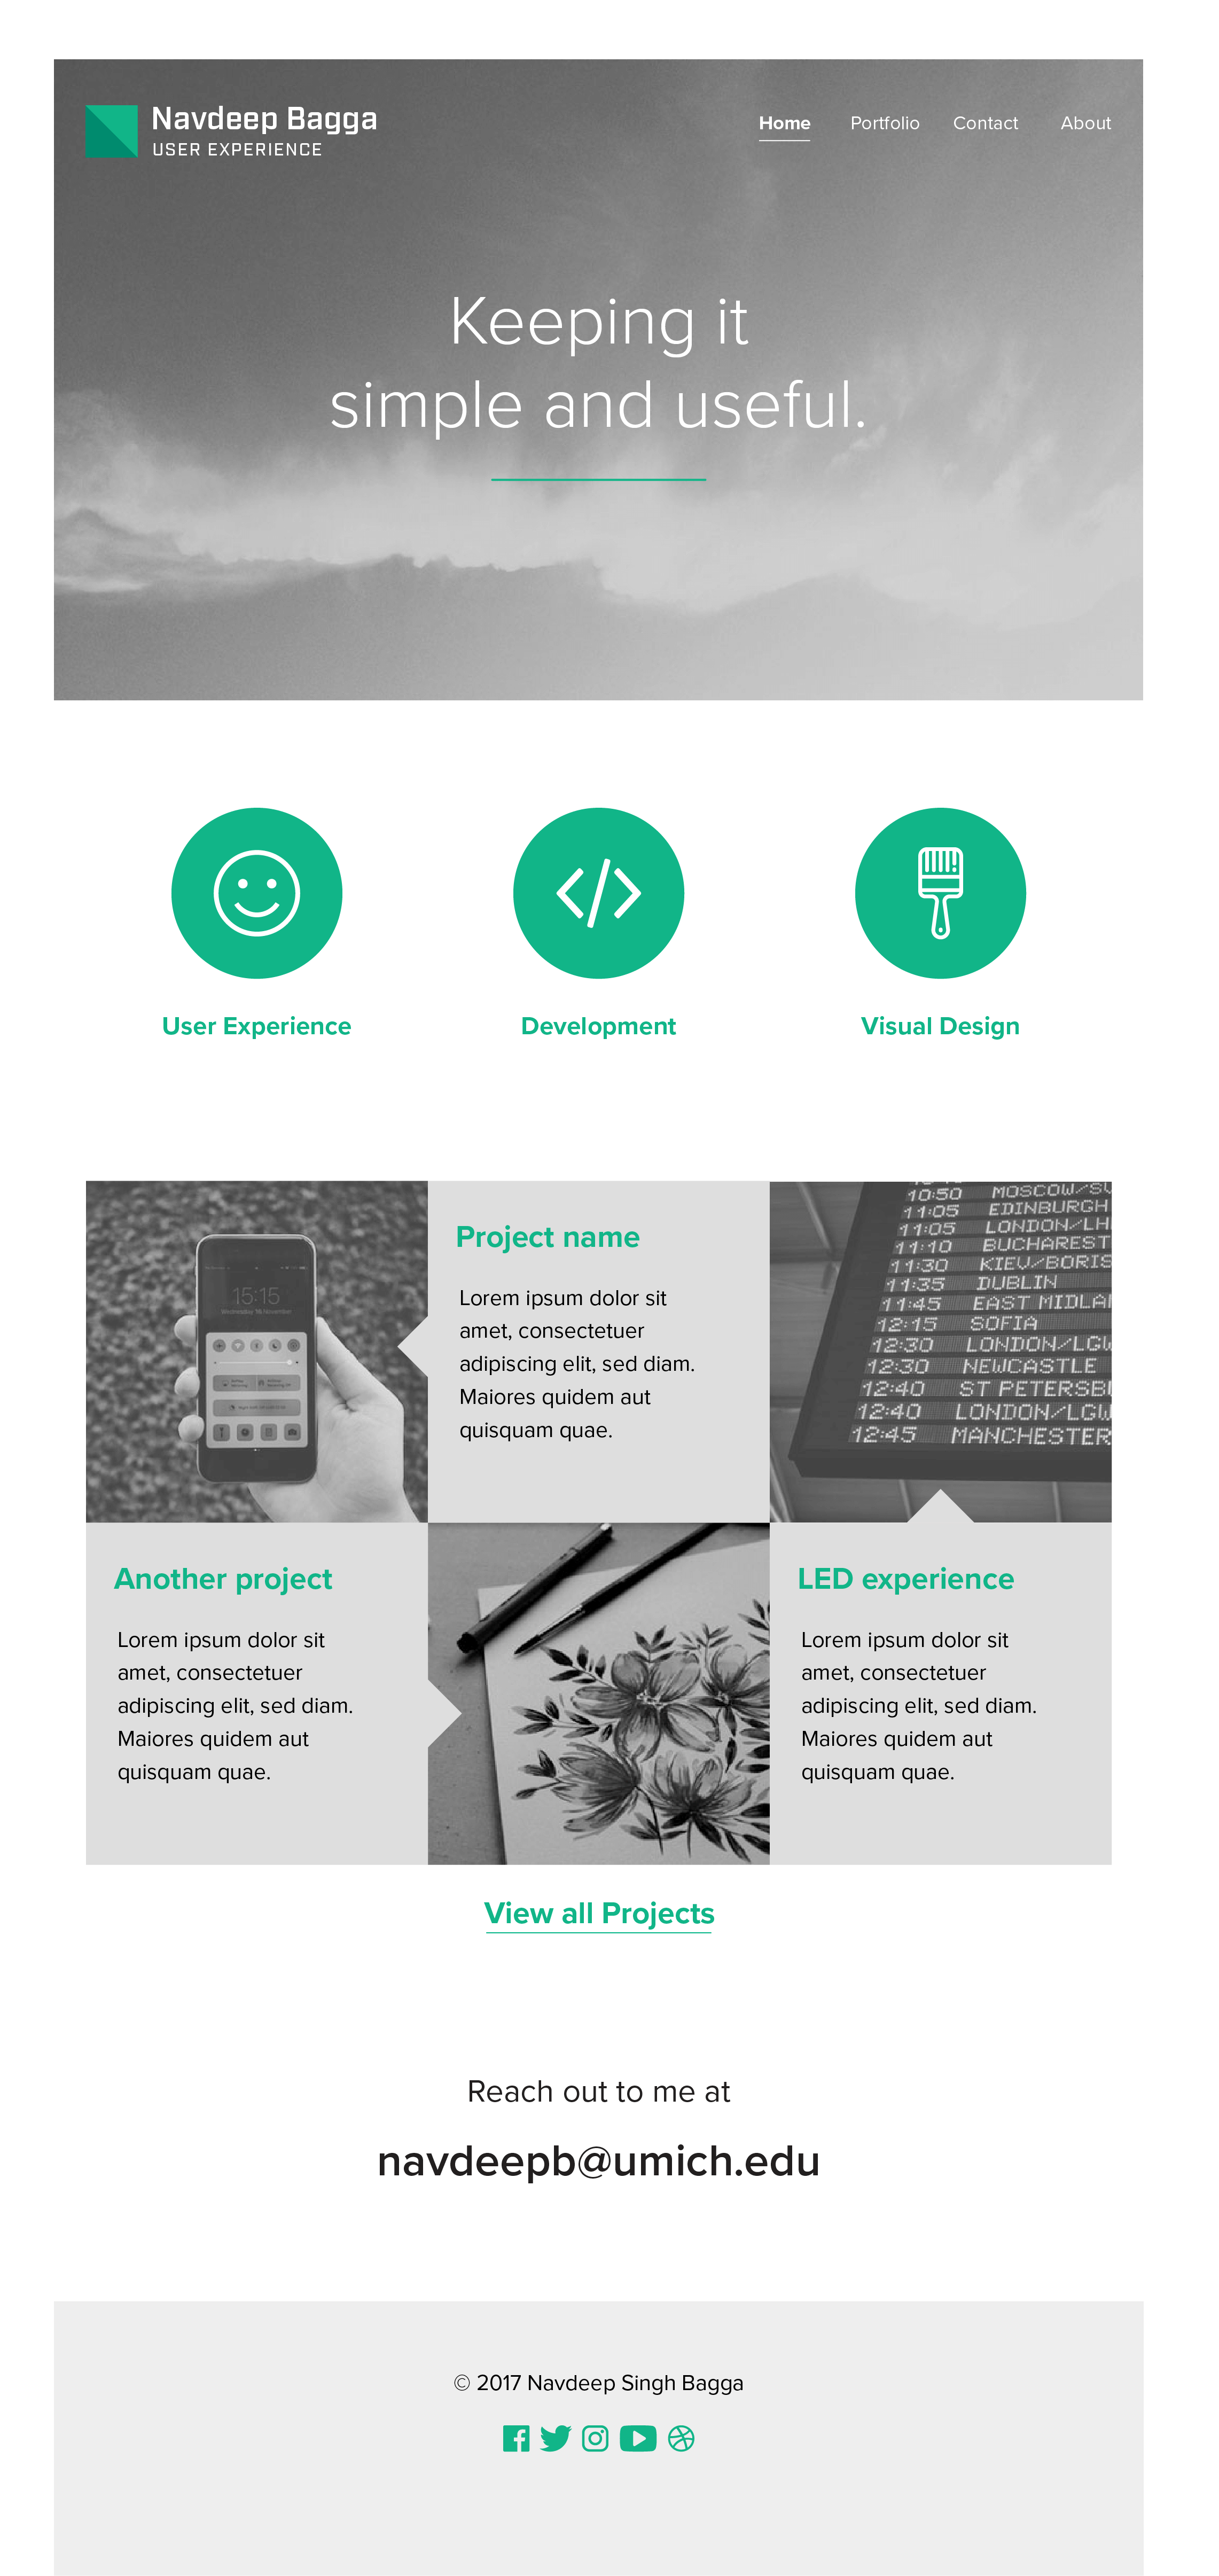 Navdeep Bagga
USER EXPERIENCE
Home Portfolio Contact About
Keeping it
simple and useful.
User Experience
Development
Visual Design
15:15
Project name
Lorem ipsum dolor sit
amet, consectetuer
adipiscing elit, sed diam.
Maiores quidem aut
quisquam quae.
10:50 MOSCOW/SV
11:05 EDINBURGH
11:05 LONDON/LH
11:10 BUCHAREST
11:30 KIEV/BORIS
11:35 DUBLIN
11:45 EAST MIDLA
12:15 SOFIA
12:30 LONDON/LGW
12:30 NEWCASTLE
12:40 ST PETERSB
12:40 LONDON/LGW
12:45 MANCHESTER
Another project
Lorem ipsum dolor sit
amet, consectetuer
adipiscing elit, sed diam.
Maiores quidem aut
quisquam quae.
LED experience
Lorem ipsum dolor sit
amet, consectetuer
adipiscing elit, sed diam.
Maiores quidem aut
quisquam quae.
View all Projects
Reach out to me at
navdeepb@umich.edu
© 2017 Navdeep Singh Bagga